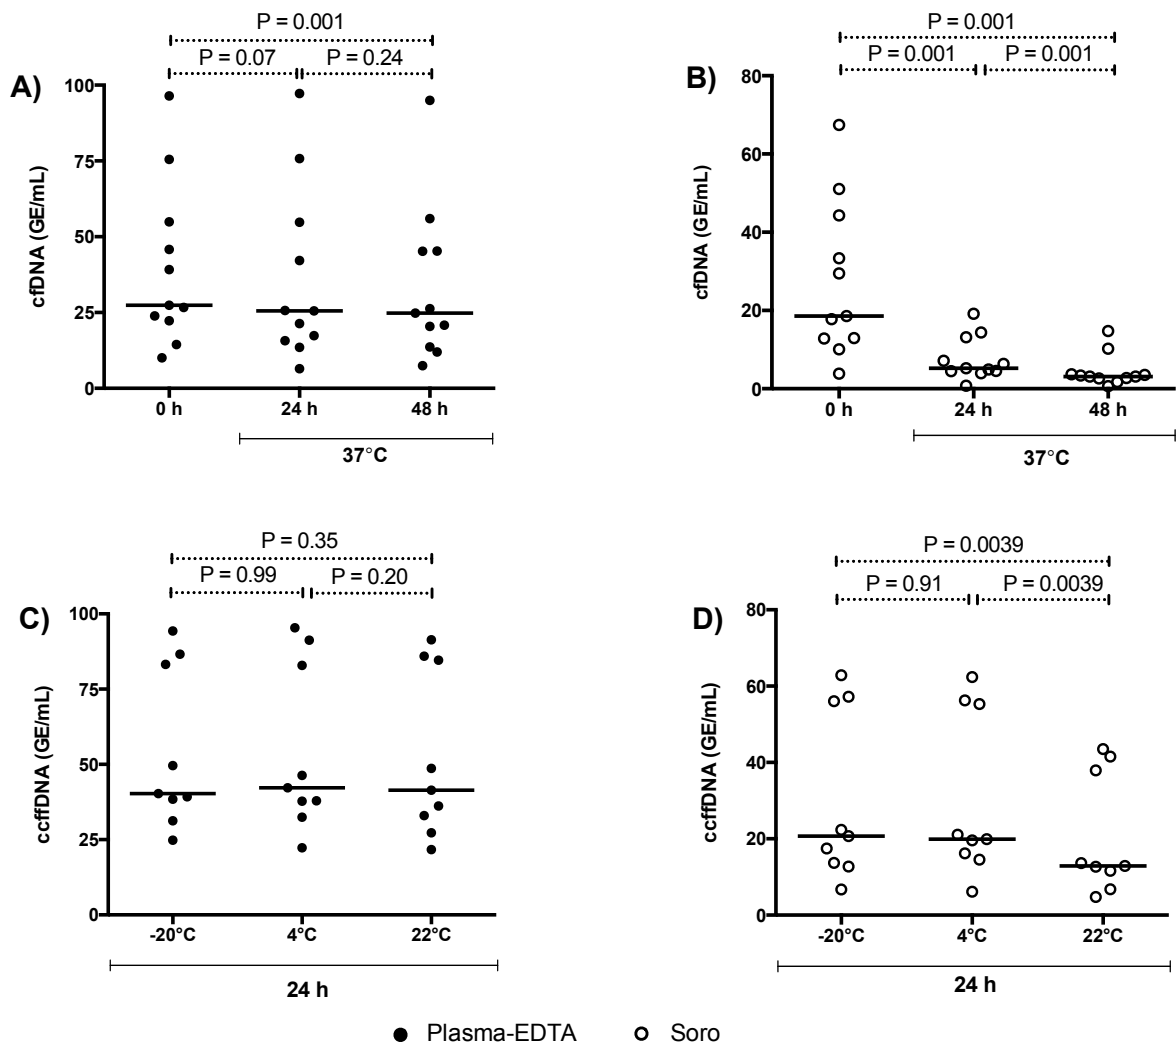 P = 0.001
P = 0.07 P = 0.24
A)
cfDNA (GE/mL)
100
75
50
25
0
0 h 24 h 48 h
37°C
P = 0.001
P = 0.001 P = 0.001
B)
cfDNA (GE/mL)
80
60
40
20
0
0 h 24 h 48 h
37°C
P = 0.35
P = 0.99 P = 0.20
C)
ccffDNA (GE/mL)
100
75
50
25
0
-20°C 4°C 22°C
24 h
P = 0.0039
P = 0.91 P = 0.0039
D)
ccffDNA (GE/mL)
80
60
40
20
0
-20°C 4°C 22°C
24 h
Plasma-EDTA Soro